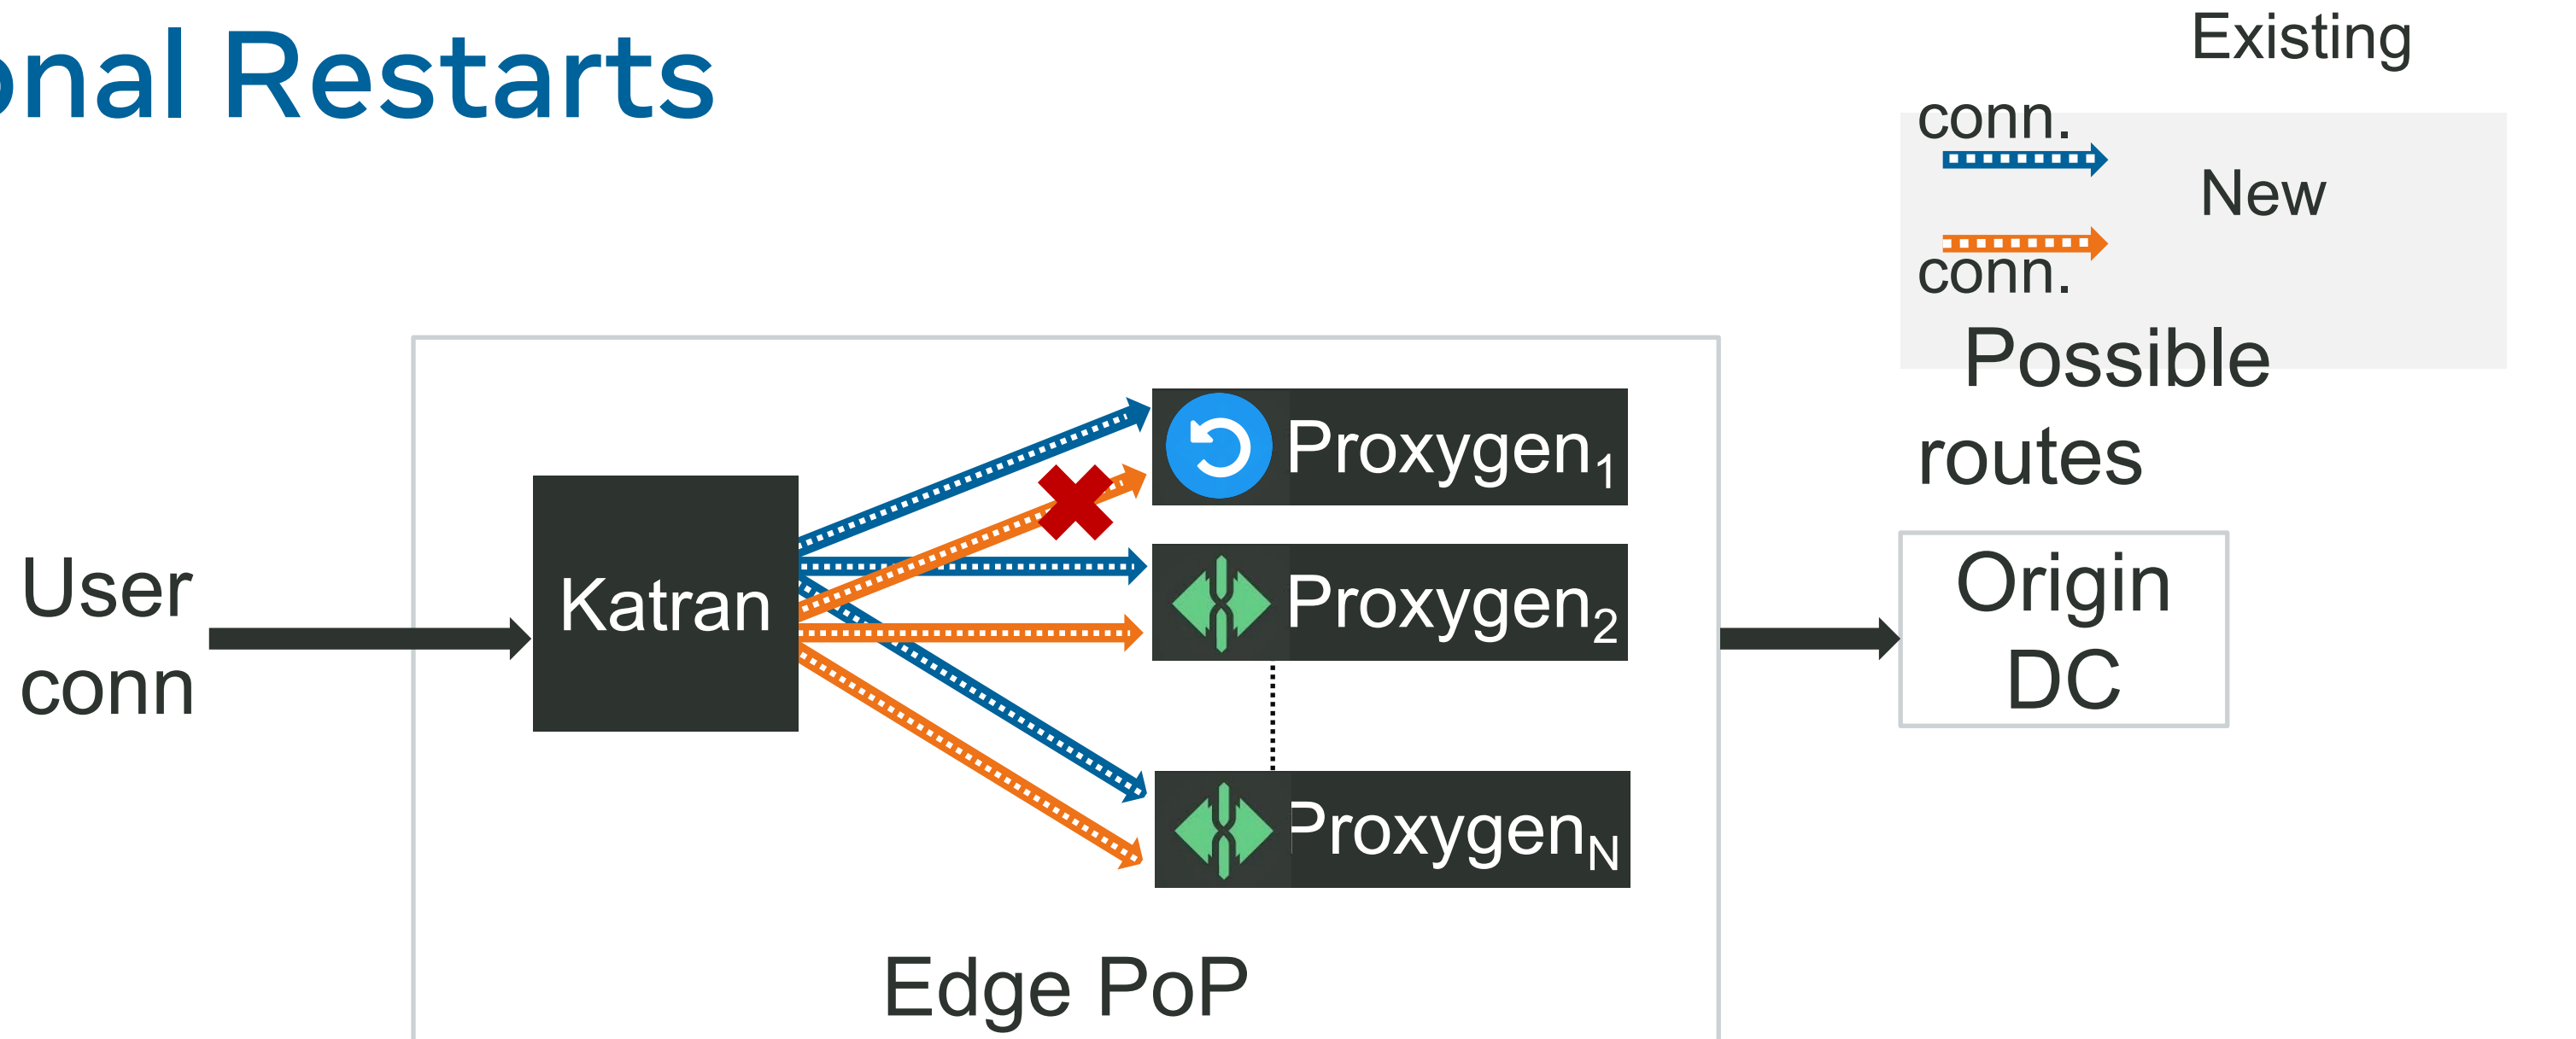 onal Restarts
Existing
conn.
New
conn.
Possible
routes
User
conn
Katran
Proxygen1
Proxygen2
ProxygenN
Edge PoP
Origin
DC